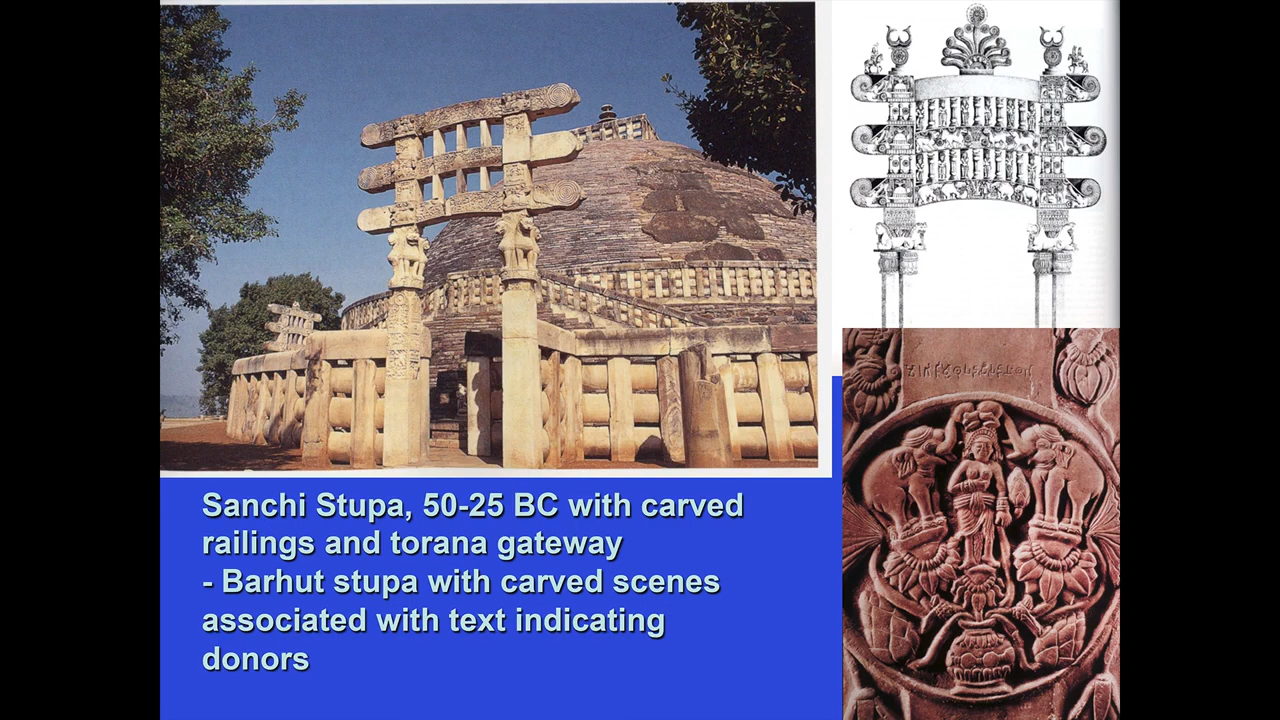 Sanchi Stupa, 50-25 BC with carved
railings and torana gateway
- Barhut stupa with carved scenes
associated with text indicating
donors